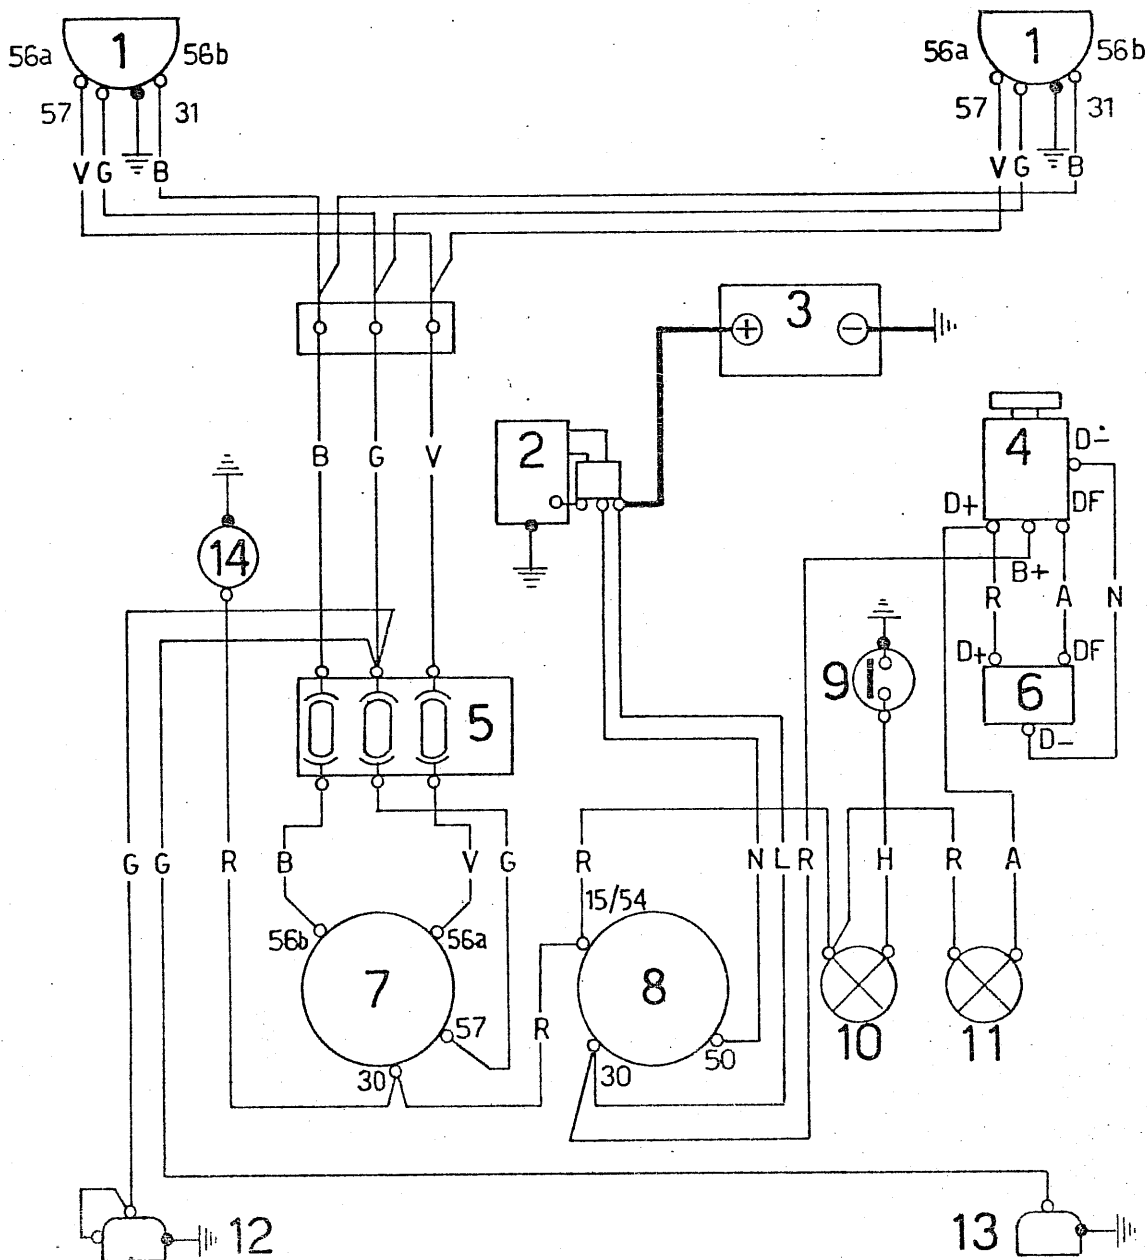 56a 1 56b 56a 1 56b
57 31 57 31
V G B V G B
3
+ −
B G V 2 4 D-
D+ DF
14 B+
R A N
D+ DF
9 6
5 D-
G G R B V G R N L R H R A
15/54
56b 56a
7 8
57 R
30 30 50
10 11
12 13